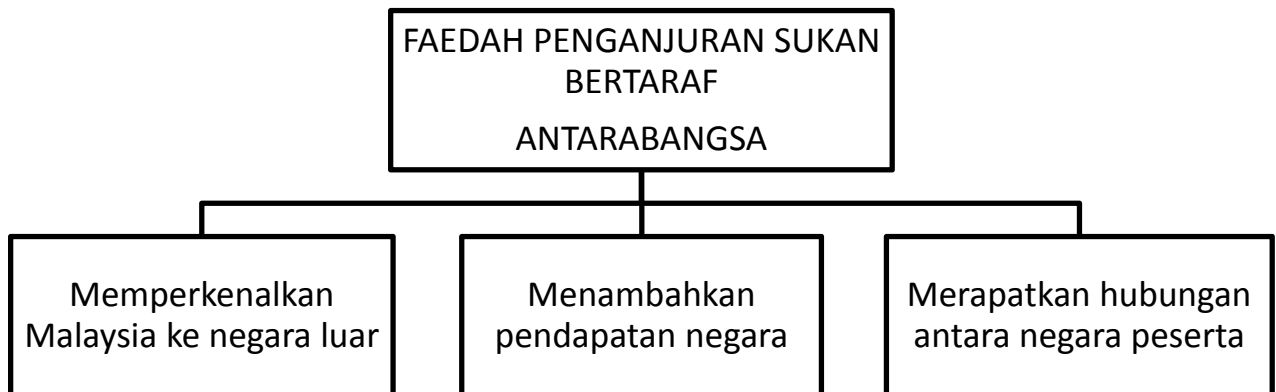 FAEDAH PENGANJURAN SUKAN
BERTARAF
ANTARABANGSA
Memperkenalkan
Malaysia ke negara luar
Menambahkan
pendapatan negara
Merapatkan hubungan
antara negara peserta